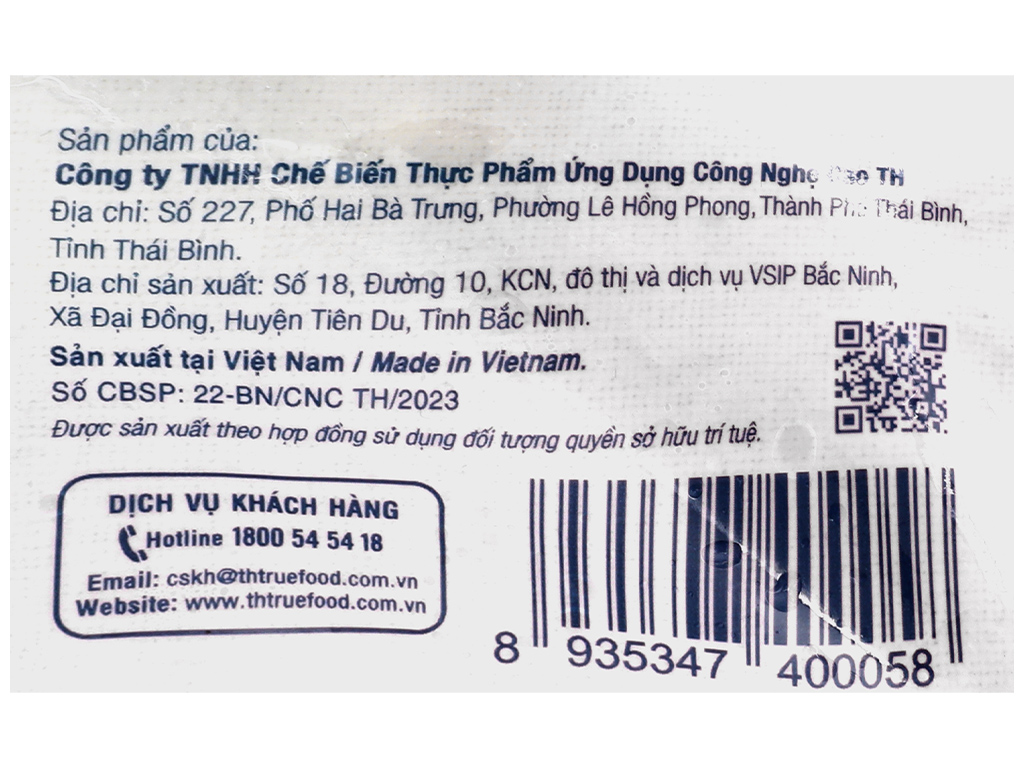 Sản phẩm của:
Công ty TNHH Chế Biến Thực Phẩm Ứng Dụng Công Nghệ Cao TH
Địa chỉ: Số 227, Phố Hai Bà Trưng, Phường Lê Hồng Phong, Thành Phố Thái Bình,
Tỉnh Thái Bình.
Địa chỉ sản xuất: Số 18, Đường 10, KCN, đô thị và dịch vụ VSIP Bắc Ninh,
Xã Đại Đồng, Huyện Tiên Du, Tỉnh Bắc Ninh.
Sản xuất tại Việt Nam / Made in Vietnam.
Số CBSP: 22-BN/CNC TH/2023
Được sản xuất theo hợp đồng sử dụng đối tượng quyền sở hữu trí tuệ.
DỊCH VỤ KHÁCH HÀNG
Hotline 1800 54 54 18
Email: cskh@thtruefood.com.vn
Website: www.thtruefood.com.vn
8 935347 400058